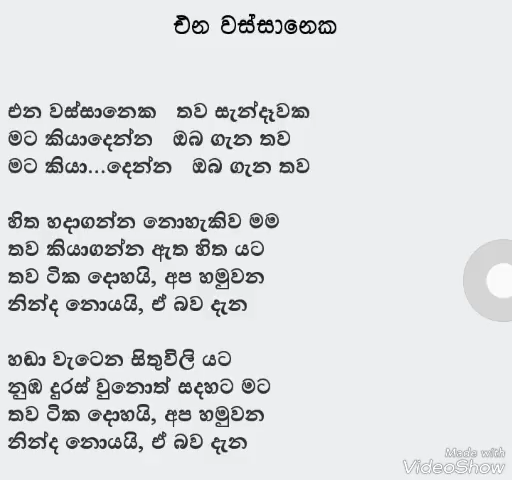 එන වස්සානෙක
එන වස්සානෙක තව සැන්දෑවක
මට කියාදෙන්න ඔබ ගැන තව
මට කියා...දෙන්න ඔබ ගැන තව
හිත හදාගන්න නොහැකිව මම
තව කියාගන්න ඇත හිත යට
තව ටික දොහයි, අප හමුවන
නින්ද නොයයි, ඒ බව දැන
හඬා වැටෙන සිතුවිලි යට
නුඹ දුරස් වුනොත් සදහට මට
තව ටික දොහයි, අප හමුවන
නින්ද නොයයි, ඒ බව දැන
Made with
VideoShow